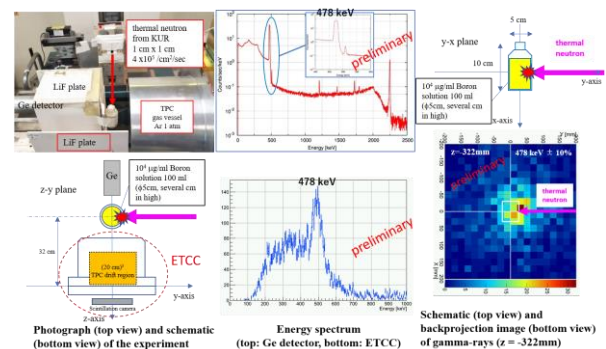 thermal neutron
from KUR
1 cm x 1 cm
LiF plate
Ge detector
TPC
gas vessel
Ar 1 atm
LiF plate
478 keV
preliminary
Energy [keV]
5 cm
y-x plane
10 cm
thermal
neutron
y-axis
x-axis
10⁴ μg/ml Boron
solution 100 ml
(ϕ5cm, several cm
in high)
z-y plane
Ge
10⁴ μg/ml Boron
solution 100 ml
(ϕ5cm, several cm
in high)
32 cm
ETCC
(20 cm)³
TPC drift region
y-axis
Scintillation camera
z-axis
478 keV
preliminary
Energy [keV]
z=-322mm
478 keV ± 10%
preliminary
thermal
neutron
Photograph (top view) and schematic
(bottom view) of the experiment
Energy spectrum
(top: Ge detector, bottom: ETCC)
Schematic (top view) and
backprojection image (bottom view)
of gamma-rays (z = -322mm)